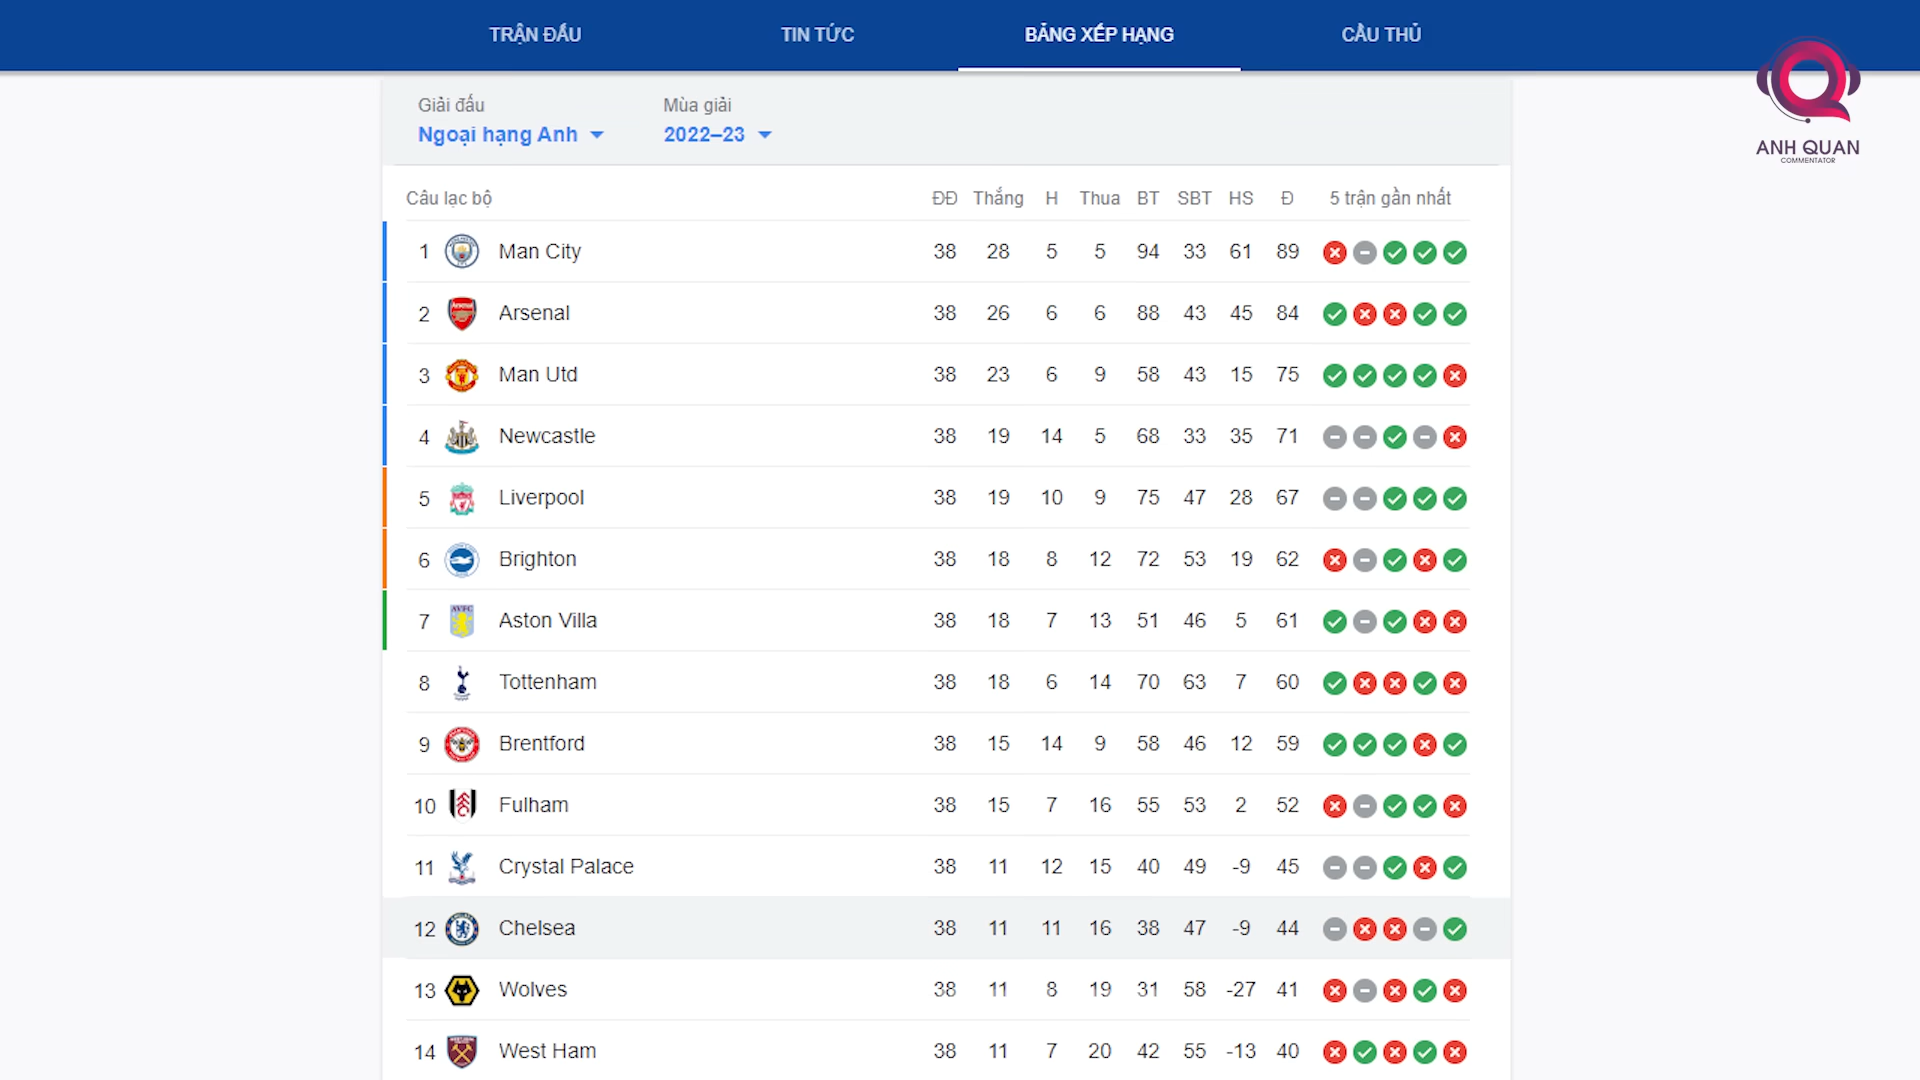 TRẬN ĐẤU TIN TỨC BẢNG XẾP HẠNG CẦU THỦ
ANH QUAN
COMMENTATOR
Giải đấu Mùa giải
Ngoại hạng Anh 2022–23
Câu lạc bộ ĐĐ Thắng H Thua BT SBT HS Đ 5 trận gần nhất
1 Man City 38 28 5 5 94 33 61 89
2 Arsenal 38 26 6 6 88 43 45 84
3 Man Utd 38 23 6 9 58 43 15 75
4 Newcastle 38 19 14 5 68 33 35 71
5 Liverpool 38 19 10 9 75 47 28 67
6 Brighton 38 18 8 12 72 53 19 62
7 Aston Villa 38 18 7 13 51 46 5 61
8 Tottenham 38 18 6 14 70 63 7 60
9 Brentford 38 15 14 9 58 46 12 59
10 Fulham 38 15 7 16 55 53 2 52
11 Crystal Palace 38 11 12 15 40 49 -9 45
12 Chelsea 38 11 11 16 38 47 -9 44
13 Wolves 38 11 8 19 31 58 -27 41
14 West Ham 38 11 7 20 42 55 -13 40